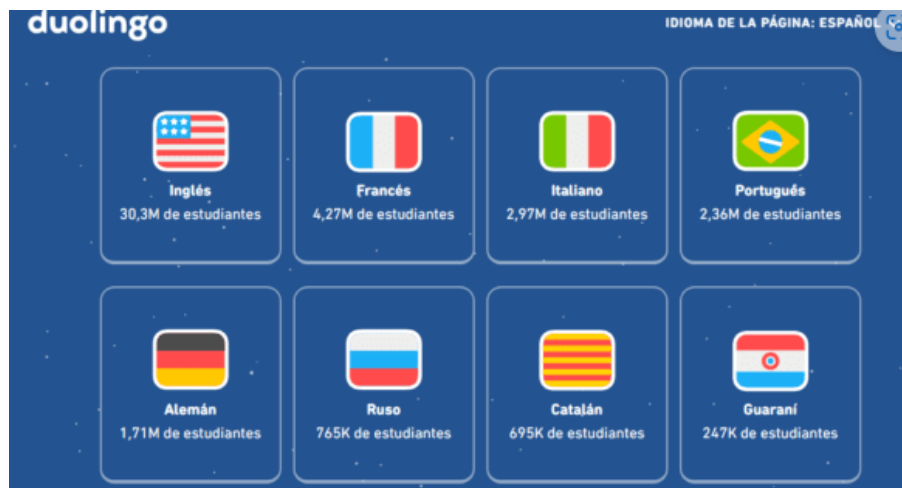 duolingo
IDIOMA DE LA PÁGINA: ESPAÑOL
Inglés
30,3M de estudiantes
Francés
4,27M de estudiantes
Italiano
2,97M de estudiantes
Portugués
2,36M de estudiantes
Alemán
1,71M de estudiantes
Ruso
765K de estudiantes
Catalán
695K de estudiantes
Guaraní
247K de estudiantes